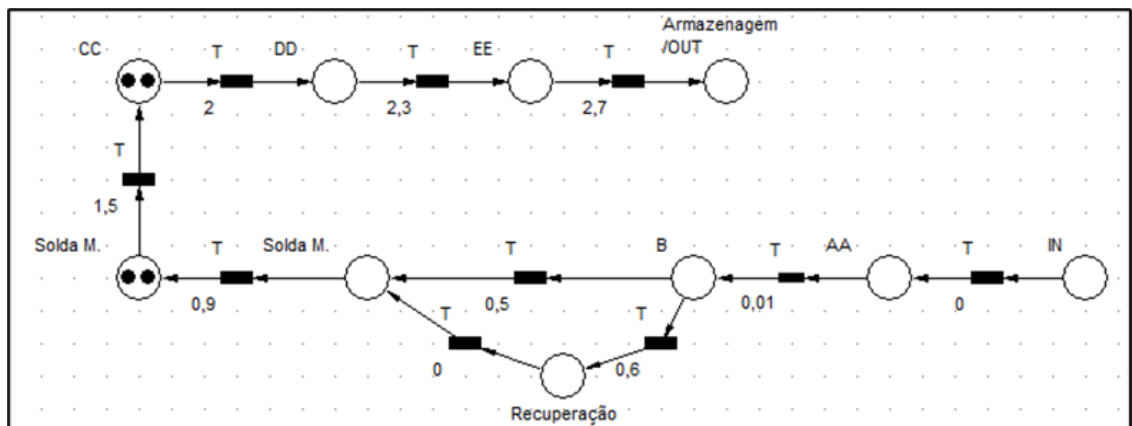 Armazenagem
/OUT
CC T DD T EE T
2 2,3 2,7
T
1,5
Solda M. T Solda M. T B T AA T IN
0,9 0,5 0,01 0
T T
0 0,6
Recuperação